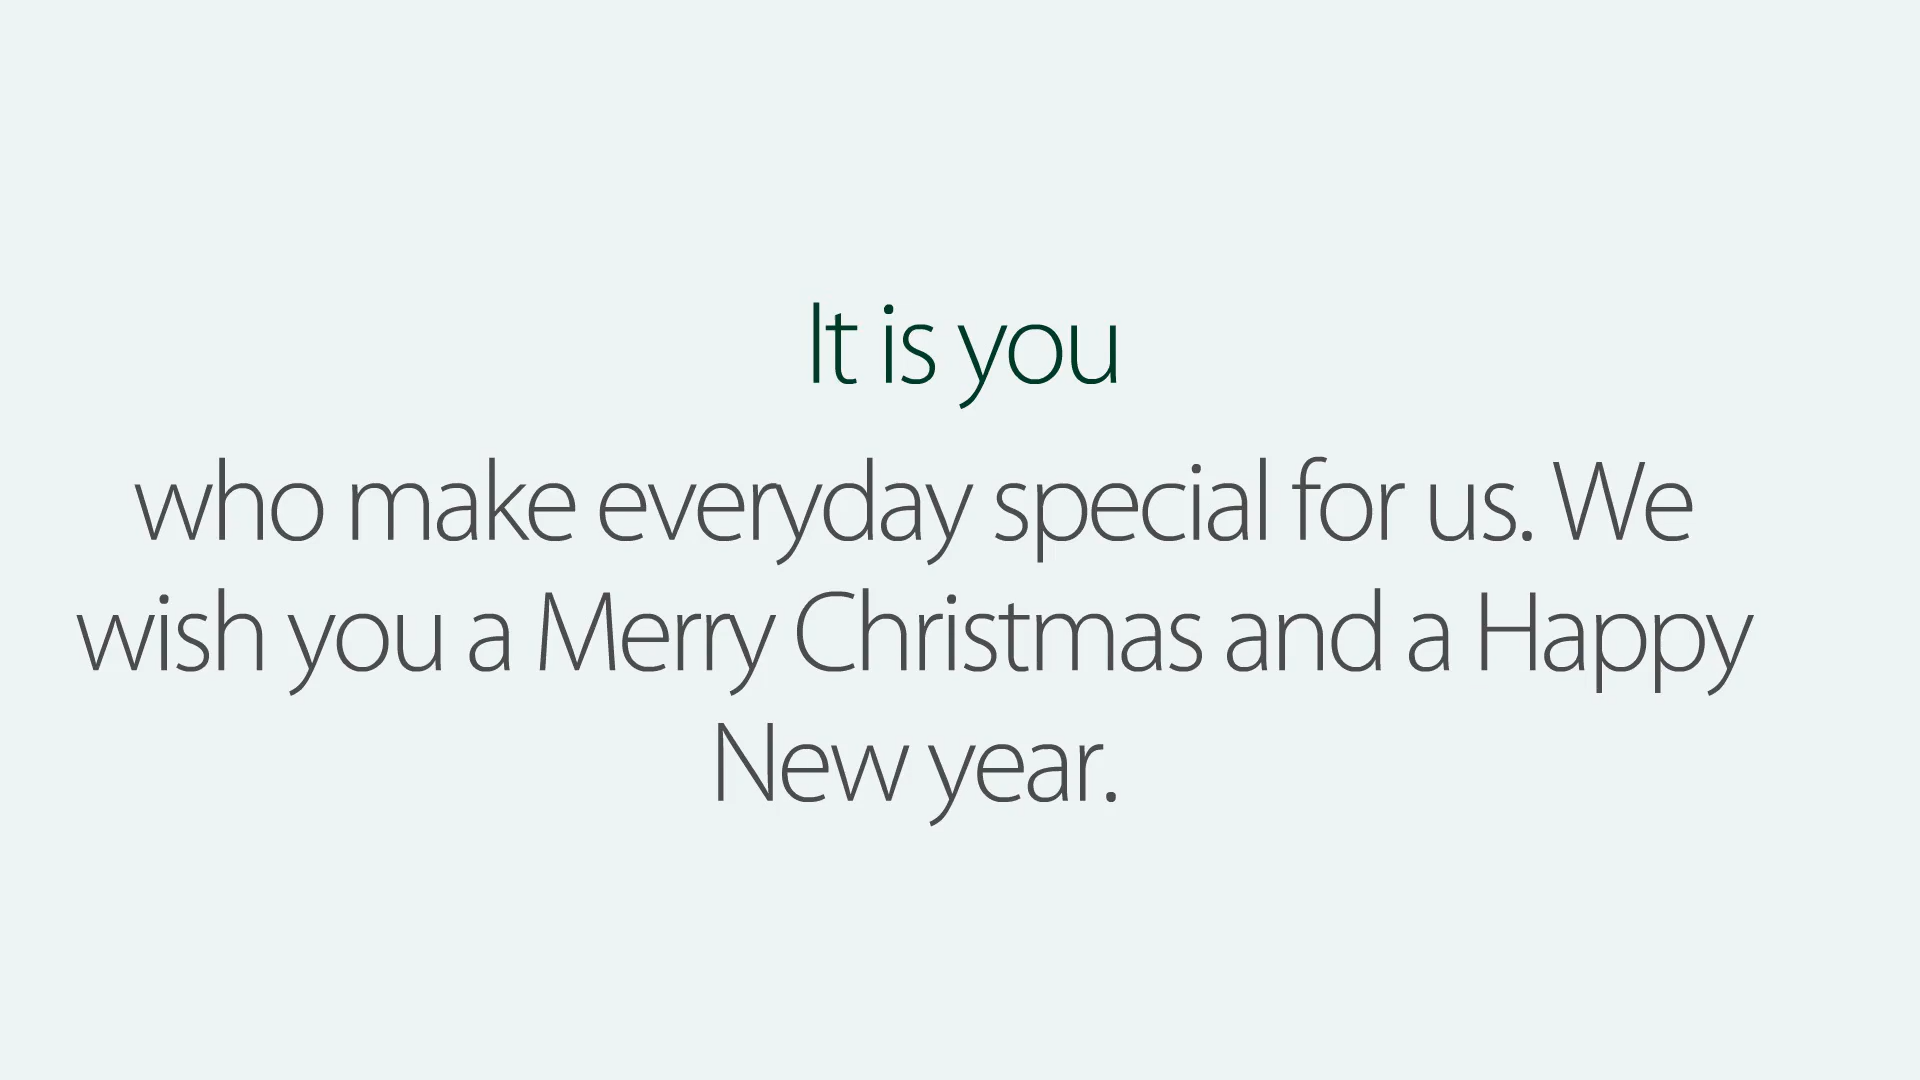 It is you
who make everyday special for us. We
wish you a Merry Christmas and a Happy
New year.